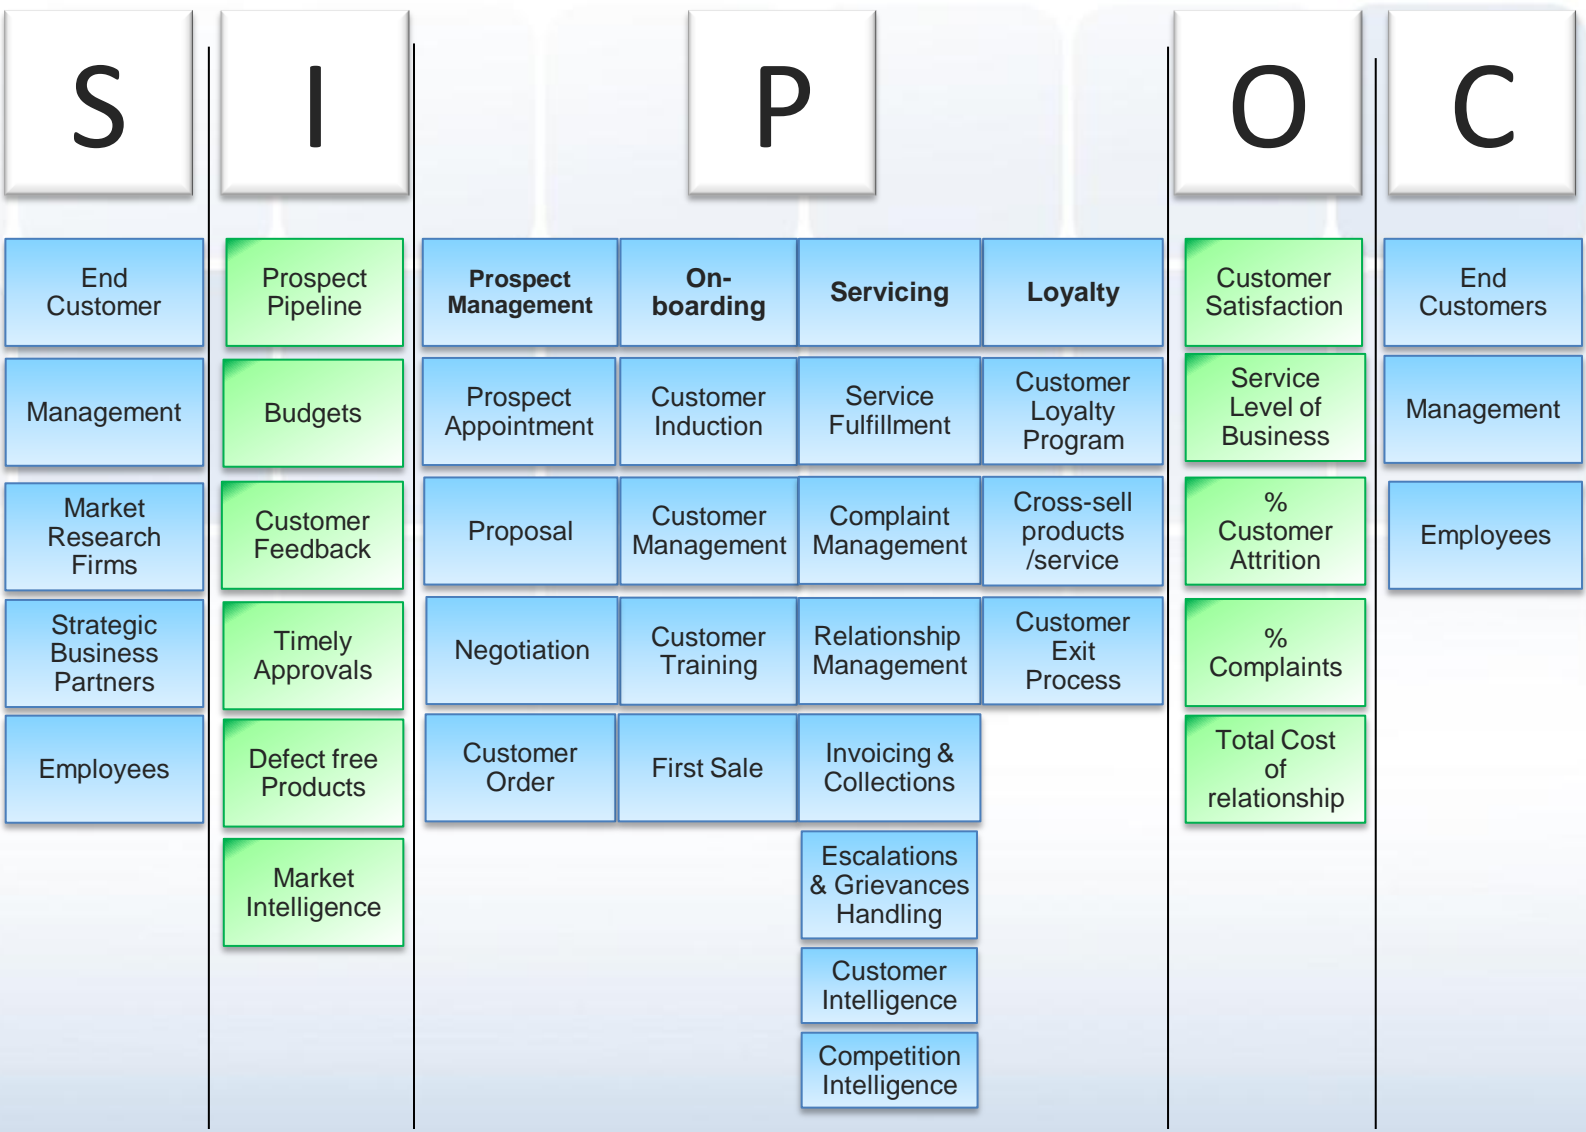 S
I
P
O
C
End
Customer
Management
Market
Research
Firms
Strategic
Business
Partners
Employees
Prospect
Pipeline
Budgets
Customer
Feedback
Timely
Approvals
Defect free
Products
Market
Intelligence
Prospect
Management
Prospect
Appointment
Proposal
Negotiation
Customer
Order
On-
boarding
Customer
Induction
Customer
Management
Customer
Training
First Sale
Servicing
Service
Fulfillment
Complaint
Management
Relationship
Management
Invoicing &
Collections
Escalations
& Grievances
Handling
Customer
Intelligence
Competition
Intelligence
Loyalty
Customer
Loyalty
Program
Cross-sell
products
/service
Customer
Exit
Process
Customer
Satisfaction
Service
Level of
Business
%
Customer
Attrition
%
Complaints
Total Cost
of
relationship
End
Customers
Management
Employees